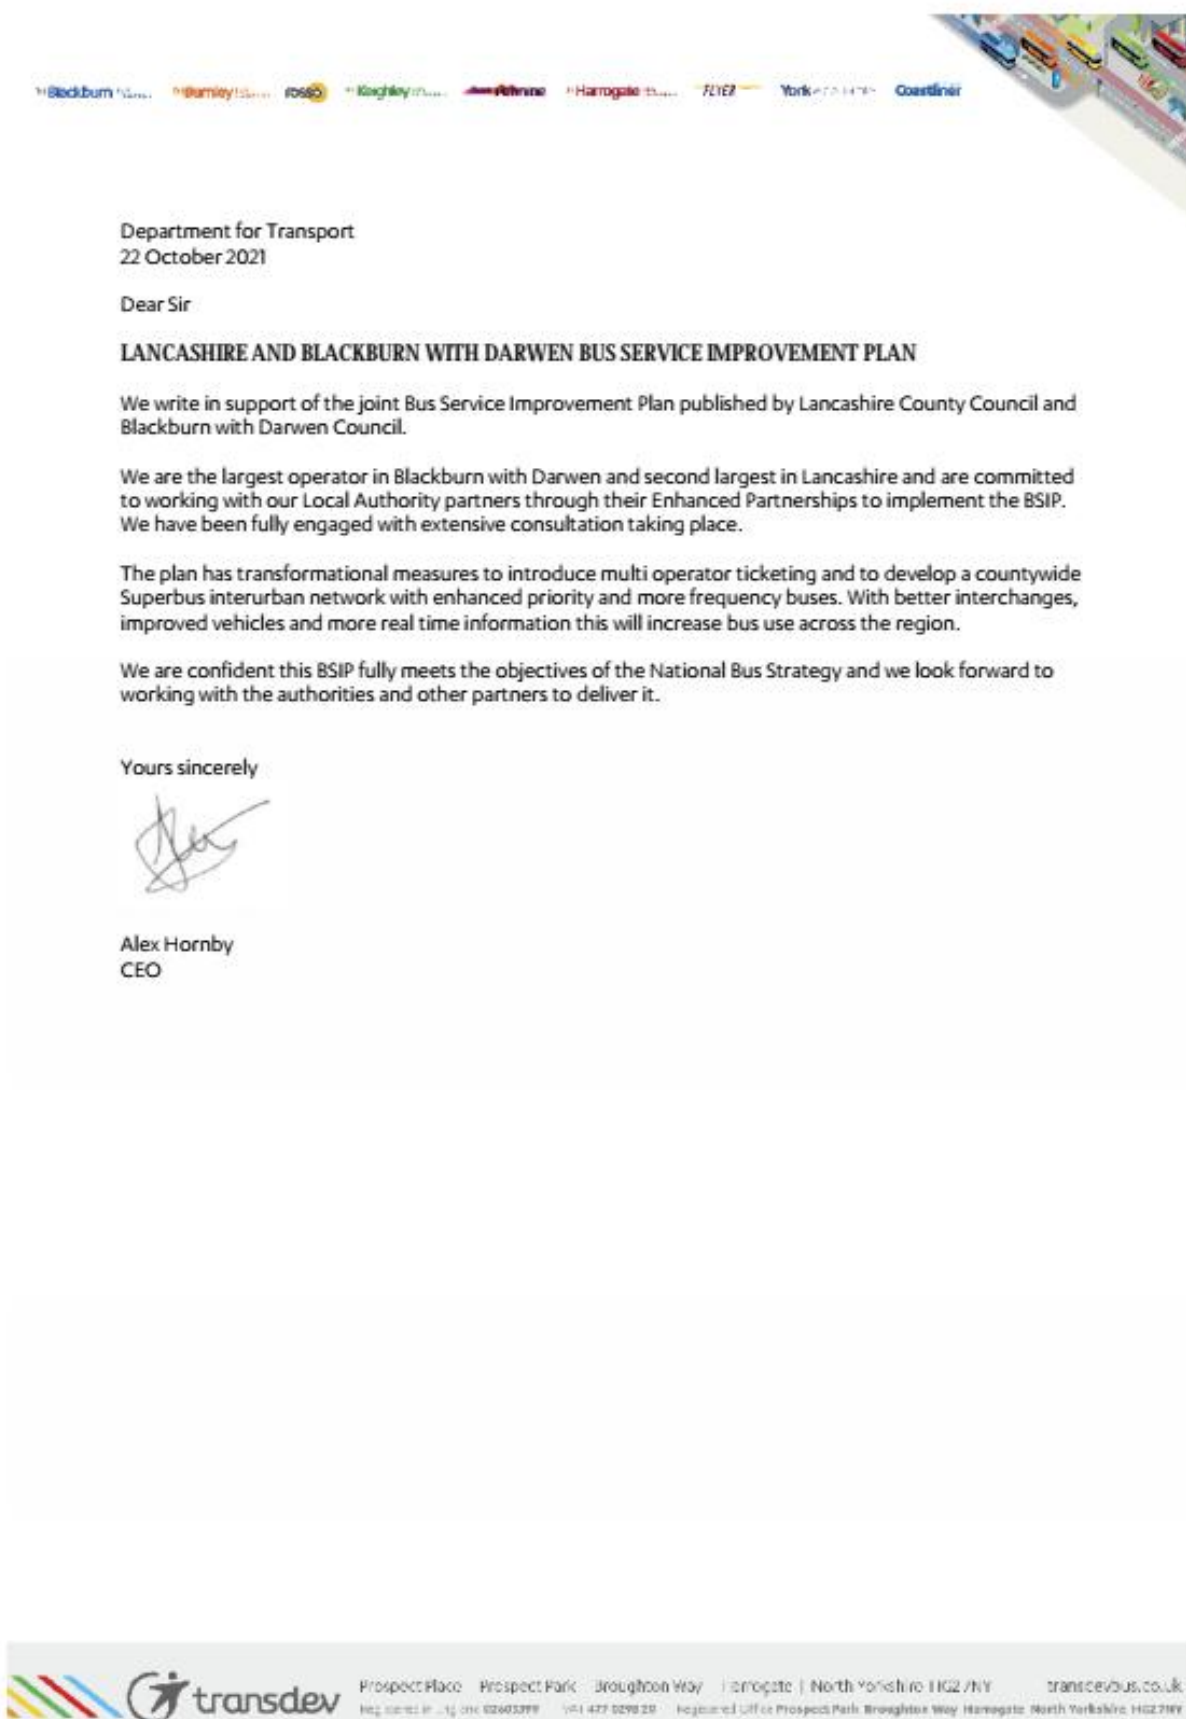 Blackburn
Burnley
rosso
Keighley
Harrogate
FLYER
York
Coastliner
Department for Transport
22 October 2021
Dear Sir
LANCASHIRE AND BLACKBURN WITH DARWEN BUS SERVICE IMPROVEMENT PLAN
We write in support of the joint Bus Service Improvement Plan published by Lancashire County Council and
Blackburn with Darwen Council.
We are the largest operator in Blackburn with Darwen and second largest in Lancashire and are committed
to working with our Local Authority partners through their Enhanced Partnerships to implement the BSIP.
We have been fully engaged with extensive consultation taking place.
The plan has transformational measures to introduce multi operator ticketing and to develop a countywide
Superbus interurban network with enhanced priority and more frequency buses. With better interchanges,
improved vehicles and more real time information this will increase bus use across the region.
We are confident this BSIP fully meets the objectives of the National Bus Strategy and we look forward to
working with the authorities and other partners to deliver it.
Yours sincerely
Alex Hornby
CEO
transdev
Prospect Place Prospect Park Broughton Way Harrogate | North Yorkshire HG2 7NY transdevbus.co.uk
Registered Office Prospect Park Broughton Way Harrogate North Yorkshire HG2 7NY